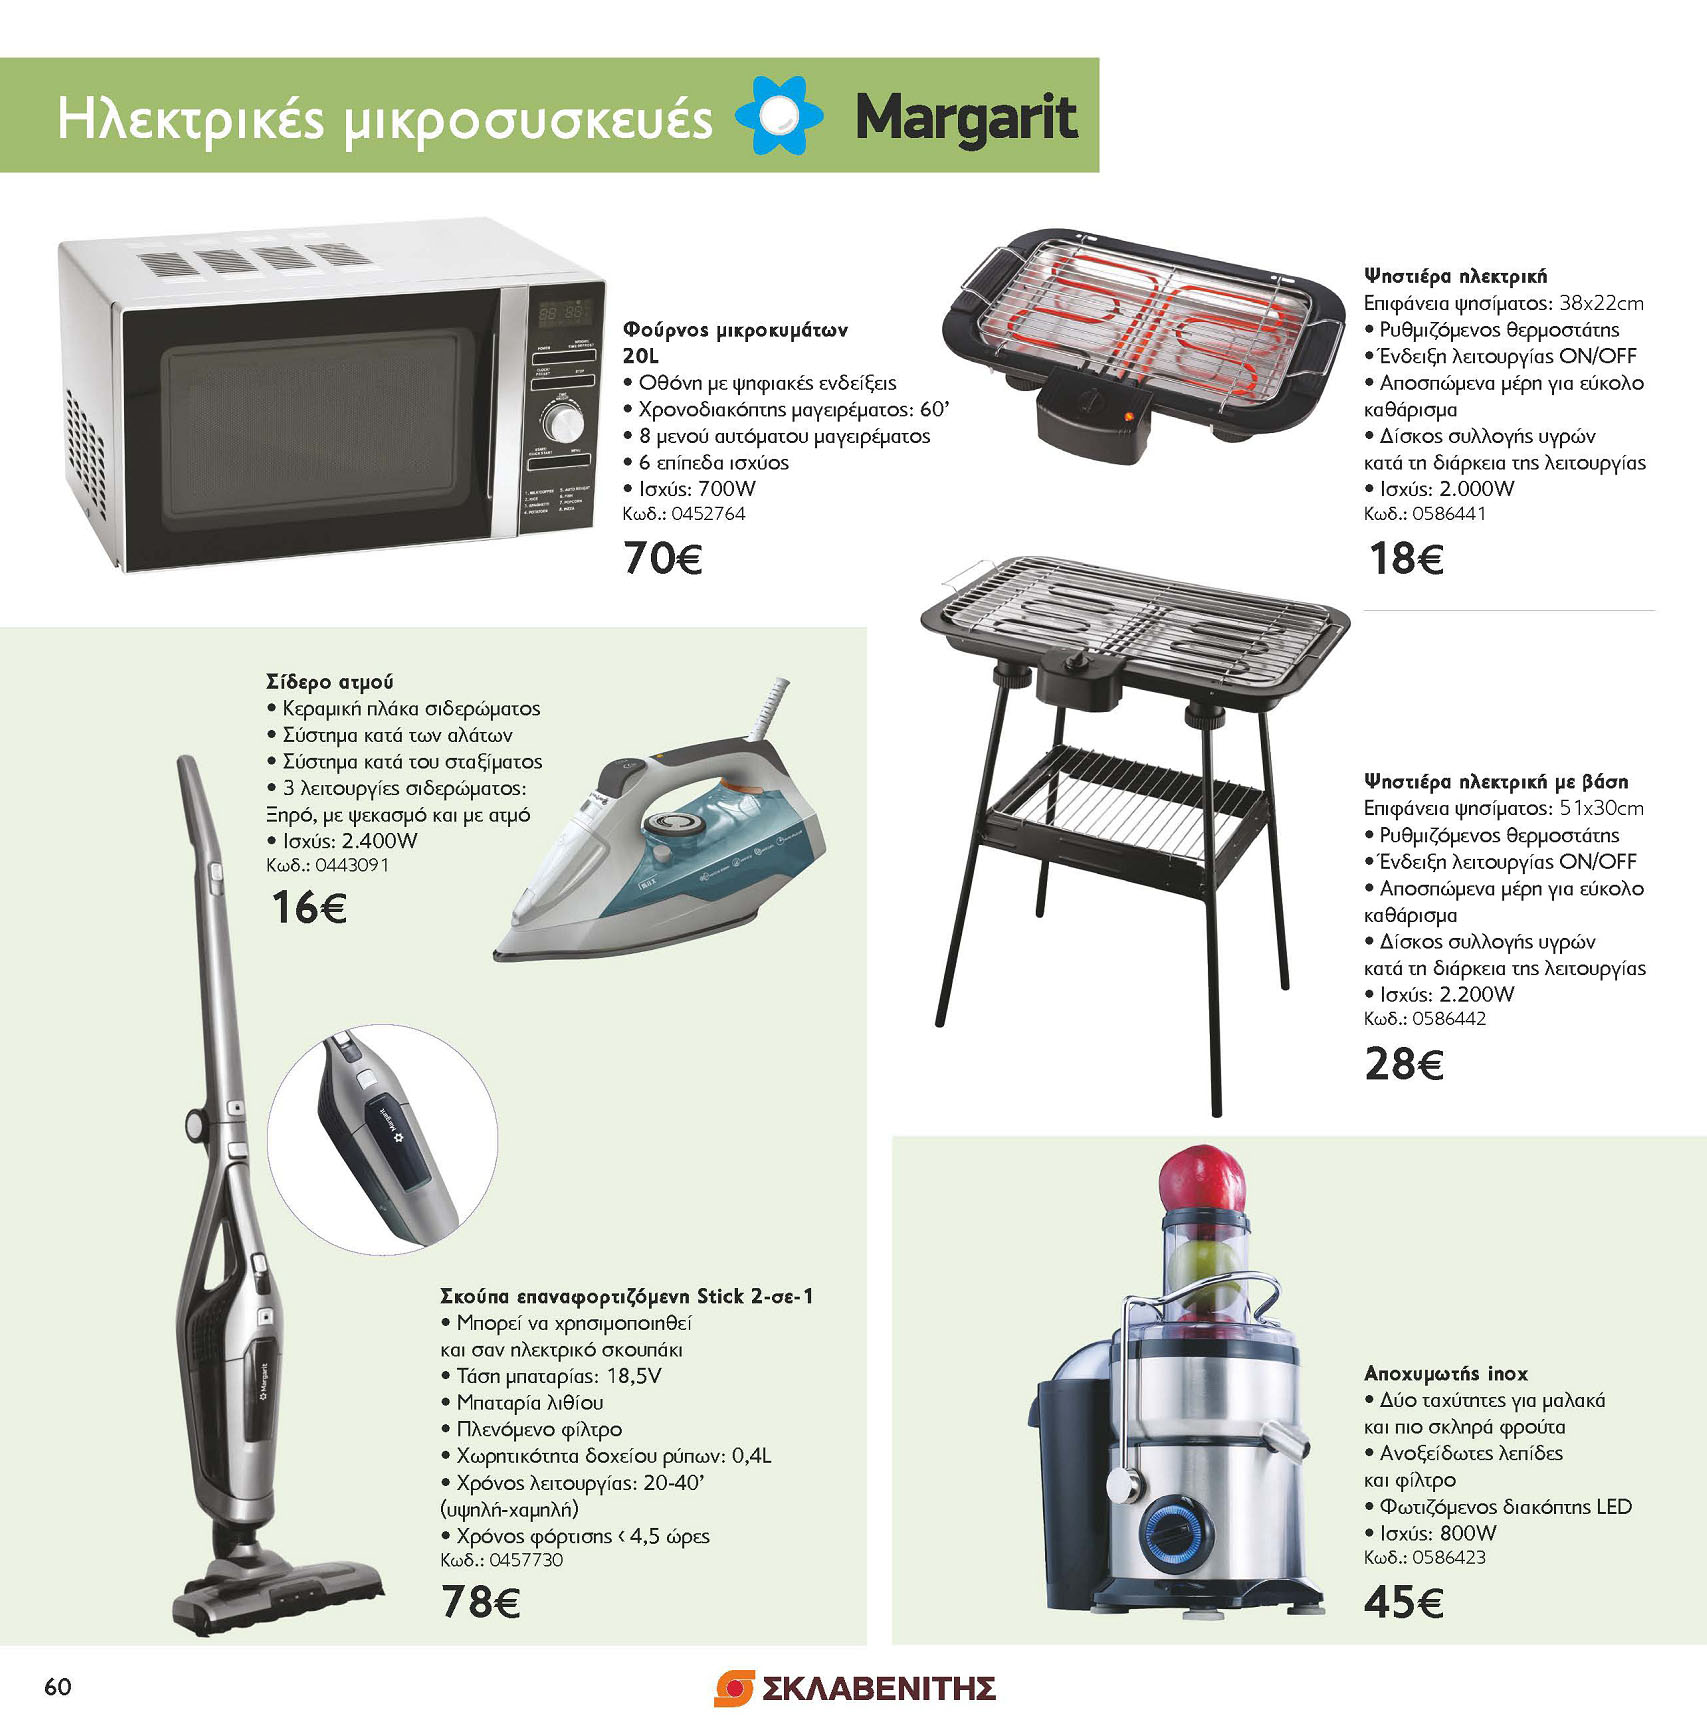 Ηλεκτρικές μικροσυσκευές
Margarit
Φούρνος μικροκυμάτων
20L
• Οθόνη με ψηφιακές ενδείξεις
• Χρονοδιακόπτης μαγειρέματος: 60’
• 8 μενού αυτόματου μαγειρέματος
• 6 επίπεδα ισχύος
• Ισχύς: 700W
Κωδ.: 0452764
70€
Ψηστιέρα ηλεκτρική
Επιφάνεια ψησίματος: 38x22cm
• Ρυθμιζόμενος θερμοστάτης
• Ένδειξη λειτουργίας ON/OFF
• Αποσπώμενα μέρη για εύκολο
καθάρισμα
• Δίσκος συλλογής υγρών
κατά τη διάρκεια της λειτουργίας
• Ισχύς: 2.000W
Κωδ.: 0586441
18€
Σίδερο ατμού
• Κεραμική πλάκα σιδερώματος
• Σύστημα κατά των αλάτων
• Σύστημα κατά του σταξίματος
• 3 λειτουργίες σιδερώματος:
Ξηρό, με ψεκασμό και με ατμό
• Ισχύς: 2.400W
Κωδ.: 0443091
16€
Ψηστιέρα ηλεκτρική με βάση
Επιφάνεια ψησίματος: 51x30cm
• Ρυθμιζόμενος θερμοστάτης
• Ένδειξη λειτουργίας ON/OFF
• Αποσπώμενα μέρη για εύκολο
καθάρισμα
• Δίσκος συλλογής υγρών
κατά τη διάρκεια της λειτουργίας
• Ισχύς: 2.200W
Κωδ.: 0586442
28€
Margarit
Margarit
Σκούπα επαναφορτιζόμενη Stick 2-σε-1
• Μπορεί να χρησιμοποιηθεί
και σαν ηλεκτρικό σκουπάκι
• Τάση μπαταρίας: 18,5V
• Μπαταρία λιθίου
• Πλενόμενο φίλτρο
• Χωρητικότητα δοχείου ρύπων: 0,4L
• Χρόνος λειτουργίας: 20-40’
(υψηλή-χαμηλή)
• Χρόνος φόρτισης < 4,5 ώρες
Κωδ.: 0457730
78€
Αποχυμωτής inox
• Δύο ταχύτητες για μαλακά
και πιο σκληρά φρούτα
• Ανοξείδωτες λεπίδες
και φίλτρο
• Φωτιζόμενος διακόπτης LED
• Ισχύς: 800W
Κωδ.: 0586423
45€
60
ΣΚΛΑΒΕΝΙΤΗΣ